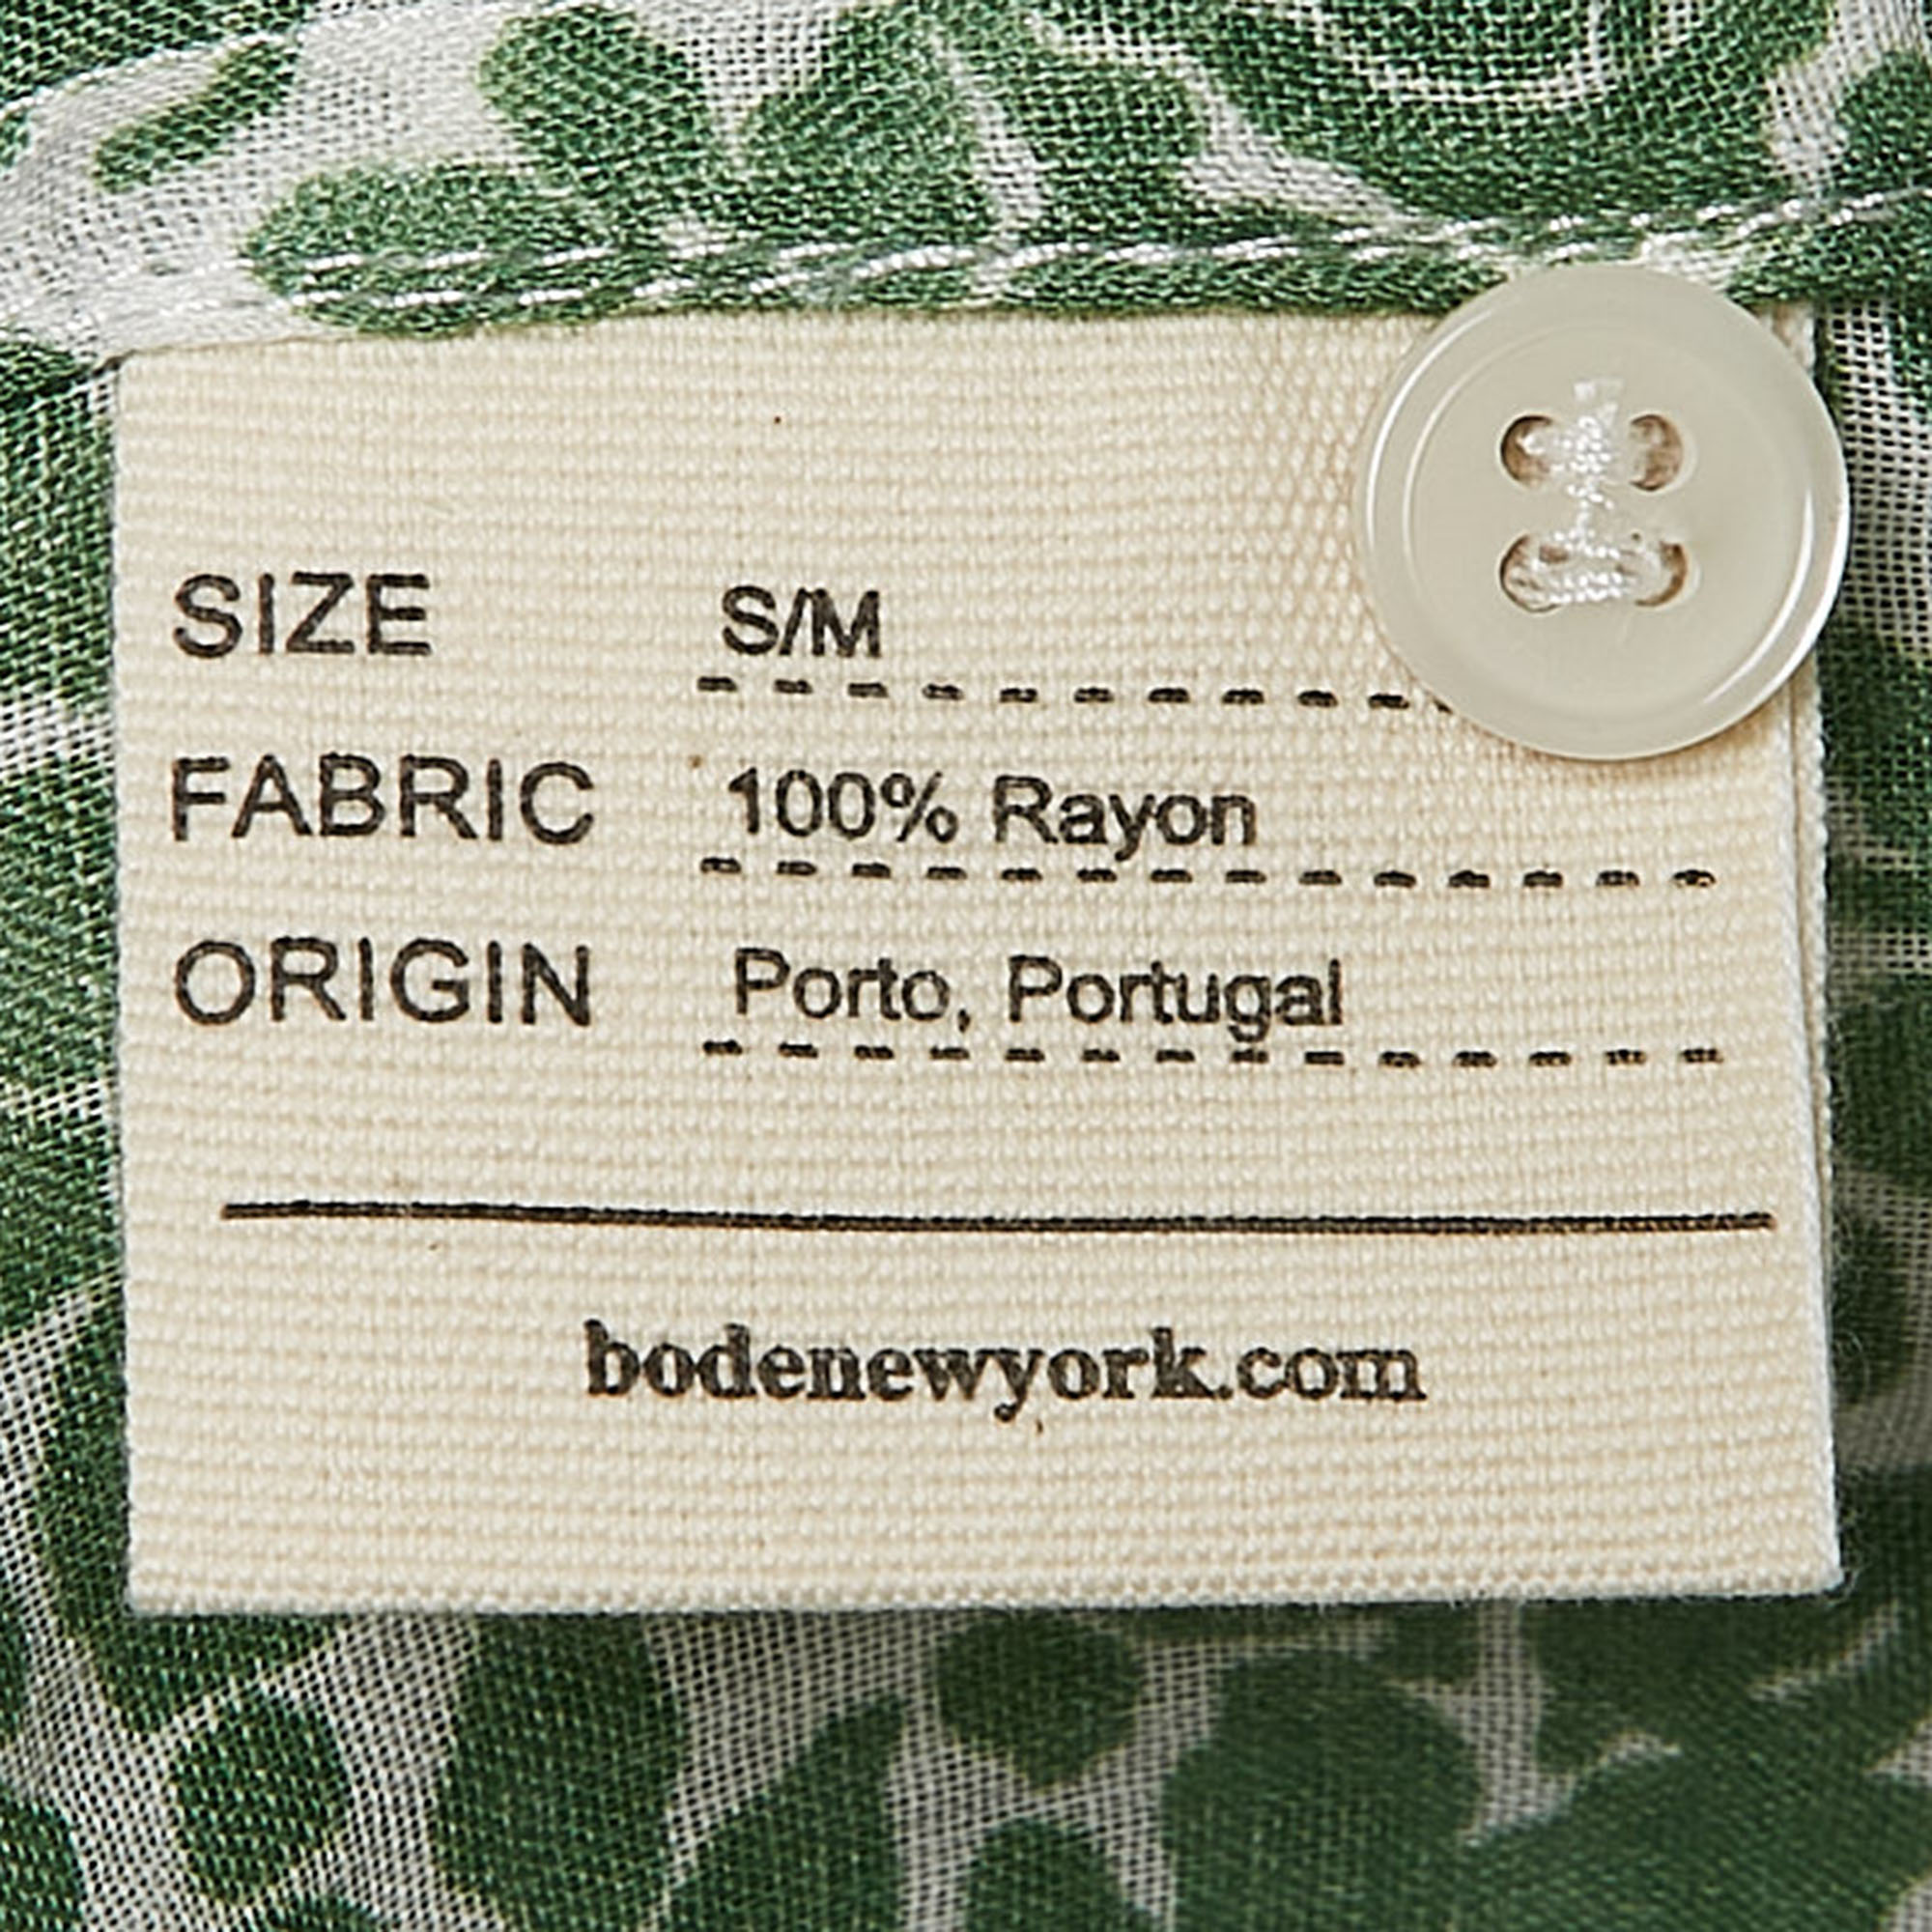 SIZE S/M
FABRIC 100% Rayon
ORIGIN Porto, Portugal
bodenewyork.com